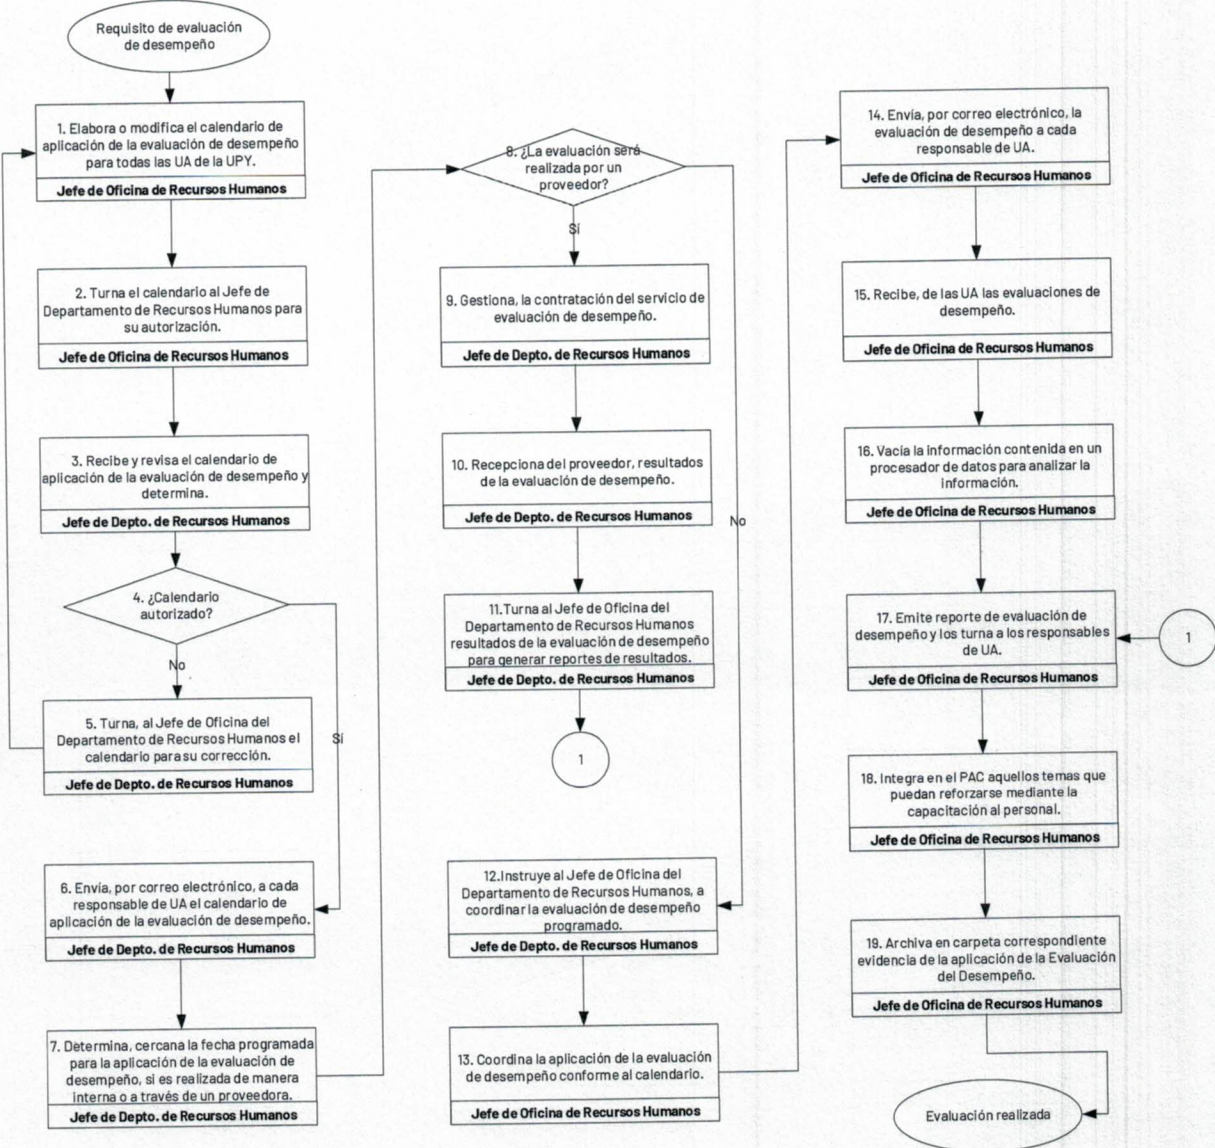 Requisito de evaluación
de desempeño
1. Elabora o modifica el calendario de
aplicación de la evaluación de desempeño
para todas las UA de la UPY.
Jefe de Oficina de Recursos Humanos
2. Turna el calendario al Jefe de
Departamento de Recursos Humanos para
su autorización.
Jefe de Oficina de Recursos Humanos
3. Recibe y revisa el calendario de
aplicación de la evaluación de desempeño y
determina.
Jefe de Depto. de Recursos Humanos
4. ¿Calendario
autorizado?
No
Sí
5. Turna, al Jefe de Oficina del
Departamento de Recursos Humanos el
calendario para su corrección.
Jefe de Depto. de Recursos Humanos
6. Envía, por correo electrónico, a cada
responsable de UA el calendario de
aplicación de la evaluación de desempeño.
Jefe de Depto. de Recursos Humanos
7. Determina, cercana la fecha programada
para la aplicación de la evaluación de
desempeño, si es realizada de manera
interna o a través de un proveedora.
Jefe de Depto. de Recursos Humanos
8. ¿La evaluación será
realizada por un
proveedor?
Sí
No
9. Gestiona, la contratación del servicio de
evaluación de desempeño.
Jefe de Depto. de Recursos Humanos
10. Recepciona del proveedor, resultados
de la evaluación de desempeño.
Jefe de Depto. de Recursos Humanos
11.Turna al Jefe de Oficina del
Departamento de Recursos Humanos
resultados de la evaluación de desempeño
para generar reportes de resultados.
Jefe de Depto. de Recursos Humanos
1
12.Instruye al Jefe de Oficina del
Departamento de Recursos Humanos, a
coordinar la evaluación de desempeño
programado.
Jefe de Depto. de Recursos Humanos
13. Coordina la aplicación de la evaluación
de desempeño conforme al calendario.
Jefe de Oficina de Recursos Humanos
14. Envía, por correo electrónico, la
evaluación de desempeño a cada
responsable de UA.
Jefe de Oficina de Recursos Humanos
15. Recibe, de las UA las evaluaciones de
desempeño.
Jefe de Oficina de Recursos Humanos
16. Vacía la información contenida en un
procesador de datos para analizar la
información.
Jefe de Oficina de Recursos Humanos
17. Emite reporte de evaluación de
desempeño y los turna a los responsables
de UA.
Jefe de Oficina de Recursos Humanos
1
18. Integra en el PAC aquellos temas que
puedan reforzarse mediante la
capacitación al personal.
Jefe de Oficina de Recursos Humanos
19. Archiva en carpeta correspondiente
evidencia de la aplicación de la Evaluación
del Desempeño.
Jefe de Oficina de Recursos Humanos
Evaluación realizada